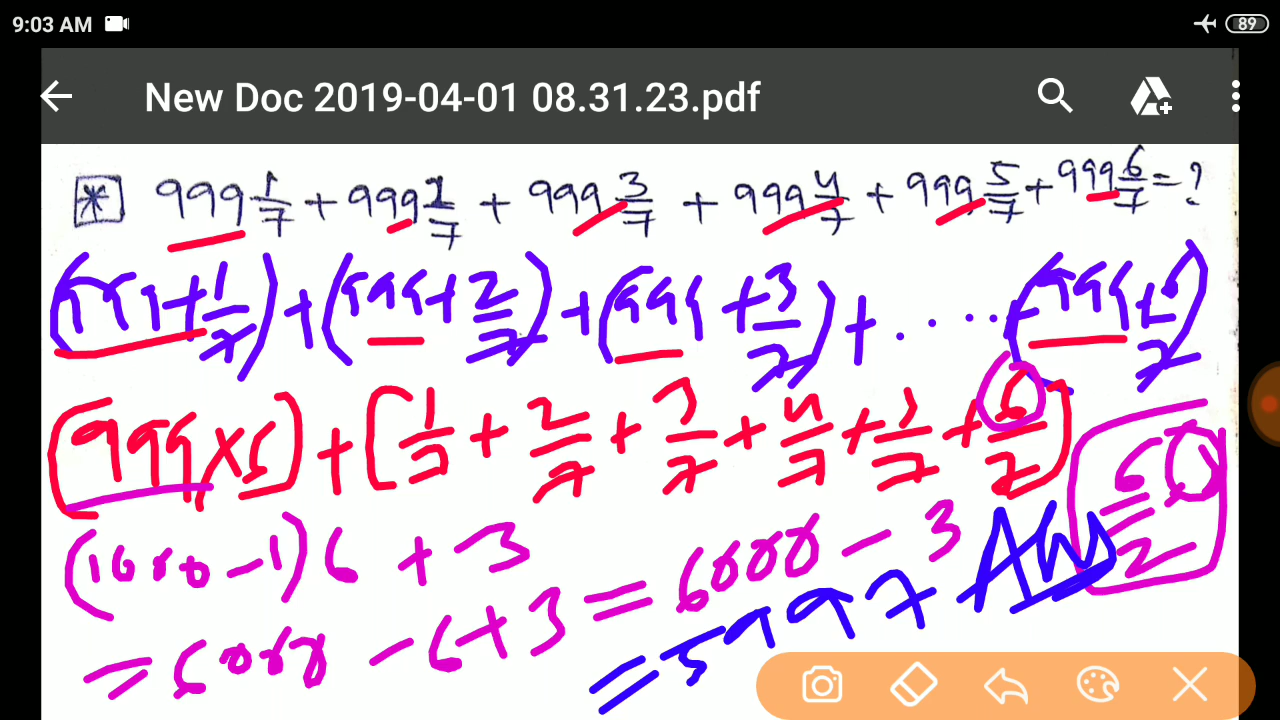 9:03 AM
89
New Doc 2019-04-01 08.31.23.pdf
* 999 1/7 + 999 2/7 + 999 3/7 + 999 4/7 + 999 5/7 + 999 6/7 = ?
(999 + 1/7) + (999 + 2/7) + (999 + 3/7) + ..... (999 + 6/7)
[999 × 6] + [1/7 + 2/7 + 3/7 + 4/7 + 5/7 + 6/7]
= 6/2
(1000 - 1) 6 + 3
= 6000 - 6 + 3 = 6000 - 3
= 5997 Ans